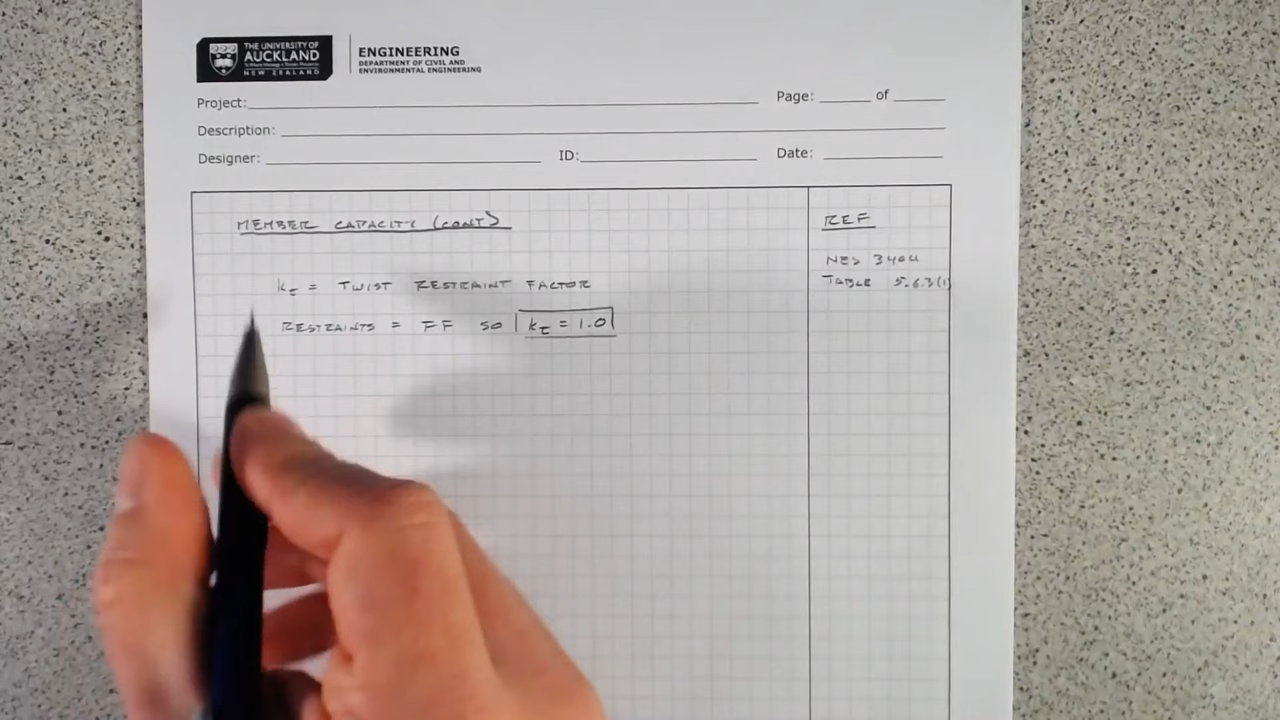 THE UNIVERSITY OF
AUCKLAND
NEW ZEALAND
ENGINEERING
DEPARTMENT OF CIVIL AND
ENVIRONMENTAL ENGINEERING
Project:
Page: of
Description:
Designer: ID: Date:
MEMBER CAPACITY (CONT)
REF
NZS 3404
kt = TWIST RESTRAINT FACTOR
TABLE 5.6.3(1)
RESTRAINTS = FF SO kt = 1.0